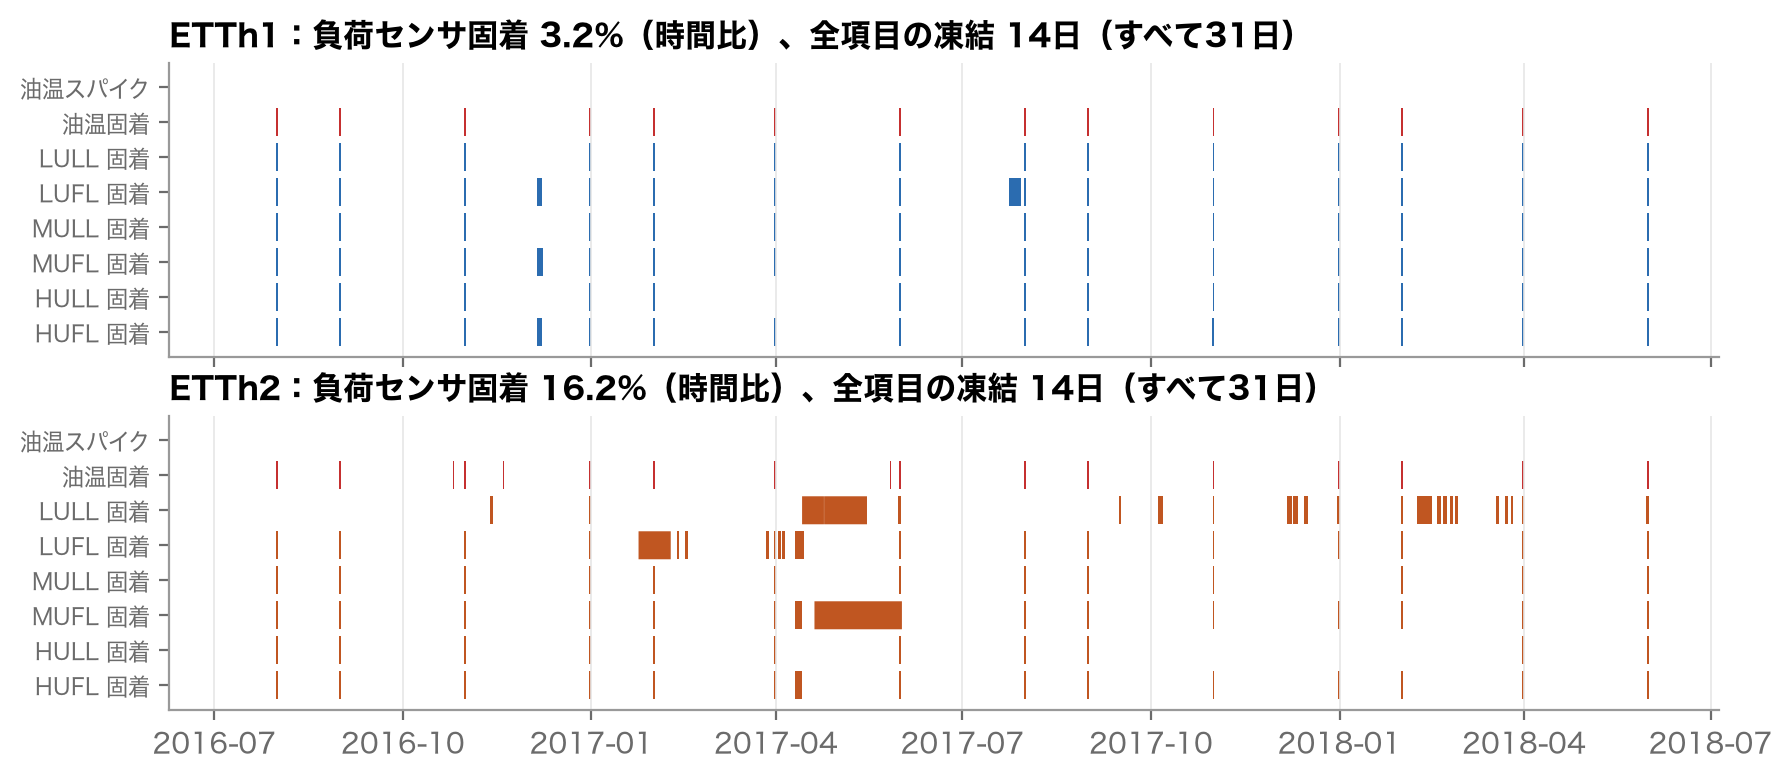 ETTh1：負荷センサ固着 3.2%（時間比）、全項目の凍結 14日（すべて31日）
油温スパイク
油温固着
LULL 固着
LUFL 固着
MULL 固着
MUFL 固着
HULL 固着
HUFL 固着
ETTh2：負荷センサ固着 16.2%（時間比）、全項目の凍結 14日（すべて31日）
油温スパイク
油温固着
LULL 固着
LUFL 固着
MULL 固着
MUFL 固着
HULL 固着
HUFL 固着
2016-07 2016-10 2017-01 2017-04 2017-07 2017-10 2018-01 2018-04 2018-07